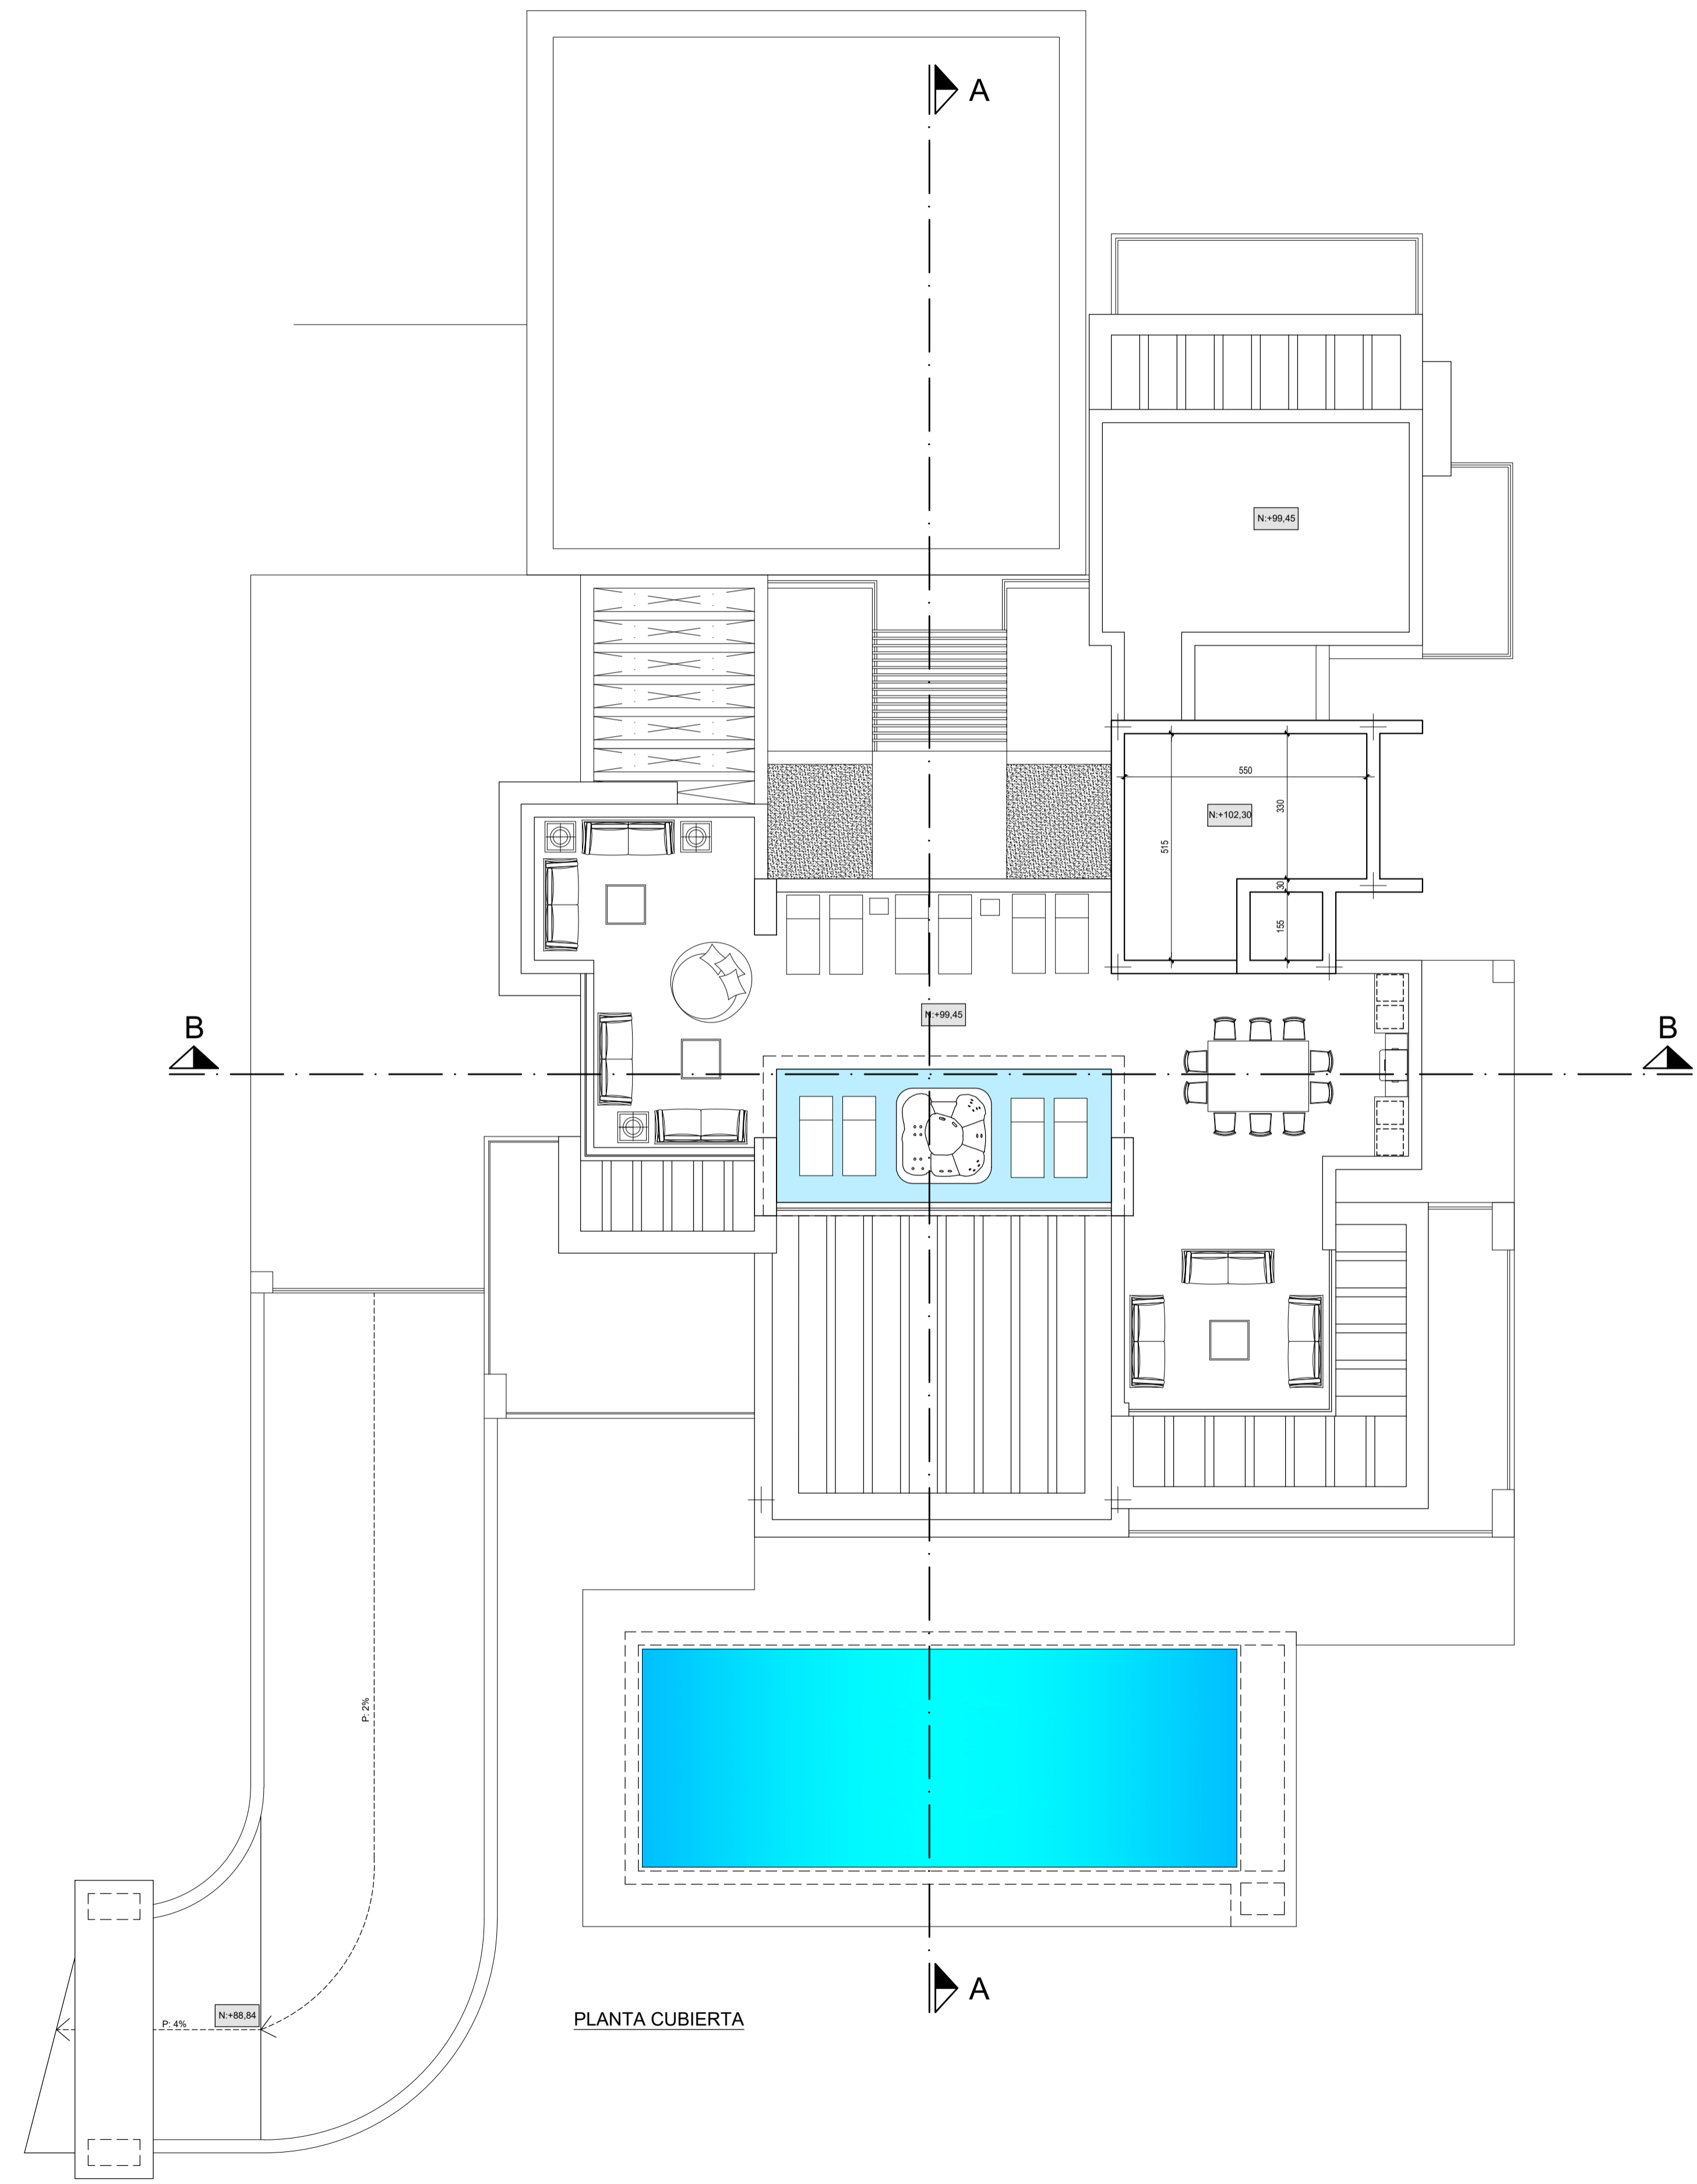 A
N:+99,45
550
330
N:+102,30
515
30
155
N:+99,45
B
B
P: 2%
A
N:+88,84
P: 4%
PLANTA CUBIERTA